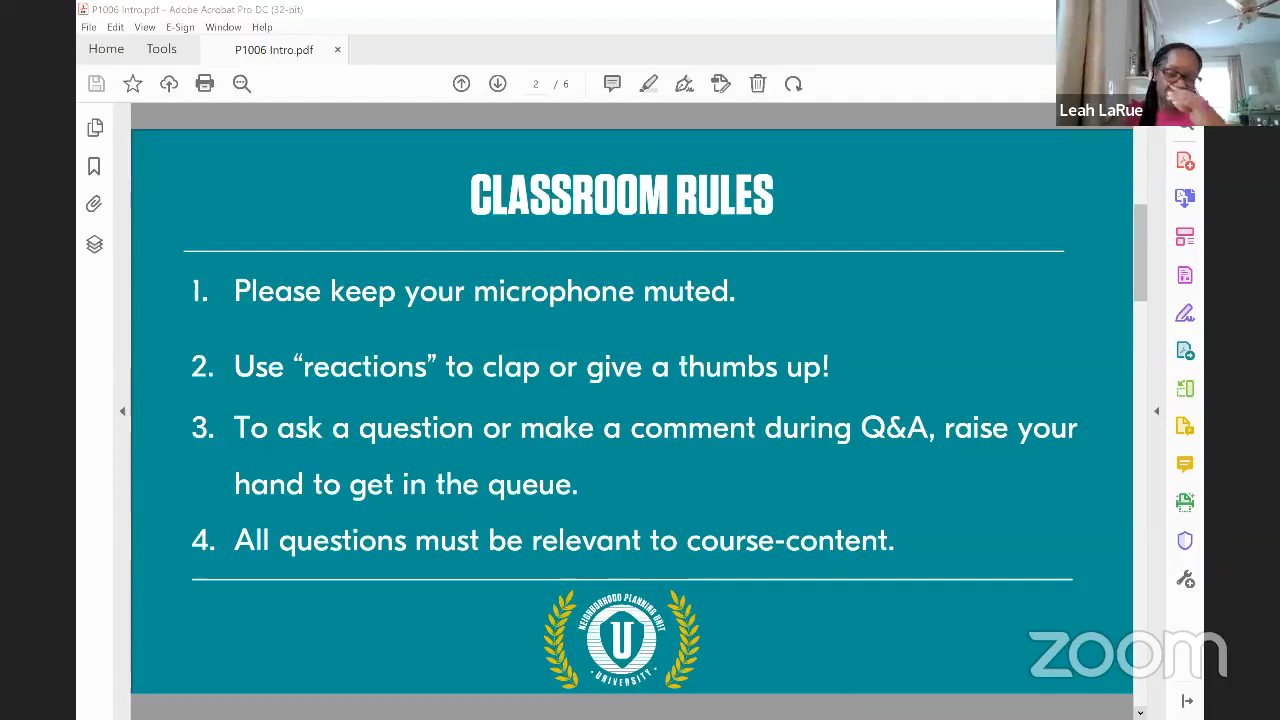 P1006 Intro.pdf - Adobe Acrobat Pro DC (32-bit)
File Edit View E-Sign Window Help
Home Tools P1006 Intro.pdf ×
2 / 6
Leah LaRue
CLASSROOM RULES
1. Please keep your microphone muted.
2. Use “reactions” to clap or give a thumbs up!
3. To ask a question or make a comment during Q&A, raise your
hand to get in the queue.
4. All questions must be relevant to course-content.
NEIGHBORHOOD PLANNING UNIT
U
· UNIVERSITY ·
zoom